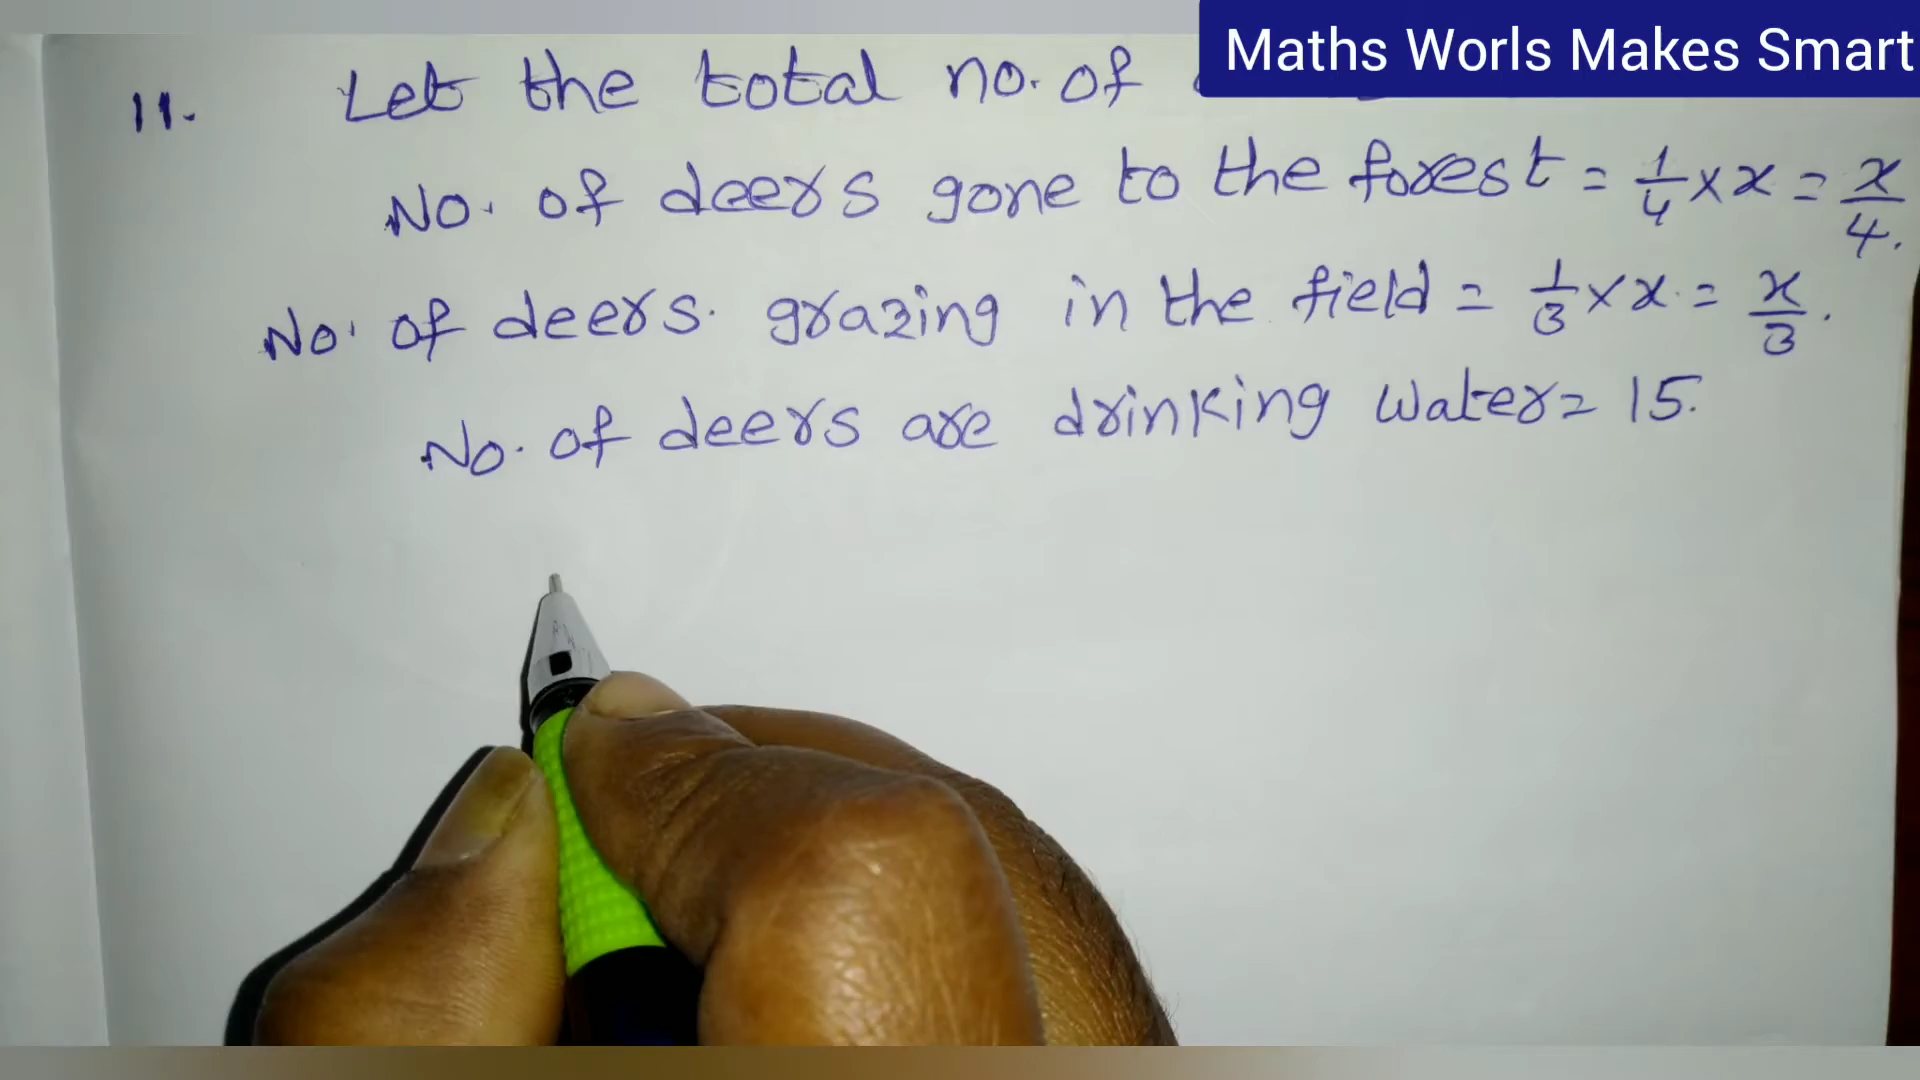 Maths Worls Makes Smart
11. Let the total no. of
No. of deers gone to the forest = 1/4 × x = x/4.
No. of deers. grazing in the field = 1/3 × x = x/3.
No. of deers are drinking water = 15.